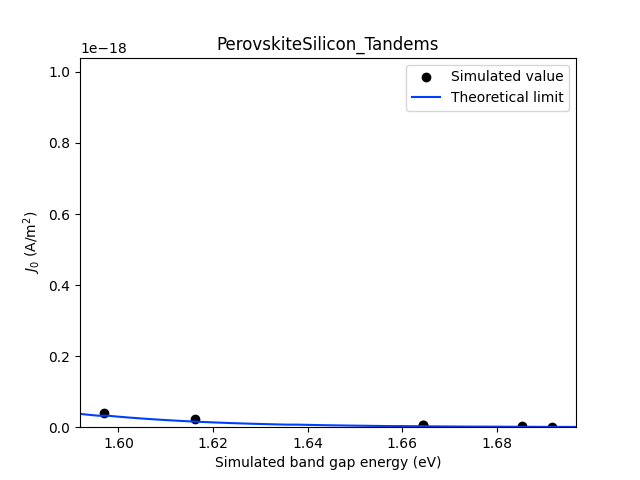 PerovskiteSilicon_Tandems
1e−18
1.0
0.8
0.6
0.4
0.2
0.0
J₀ (A/m²)
Simulated value
Theoretical limit
1.60 1.62 1.64 1.66 1.68
Simulated band gap energy (eV)